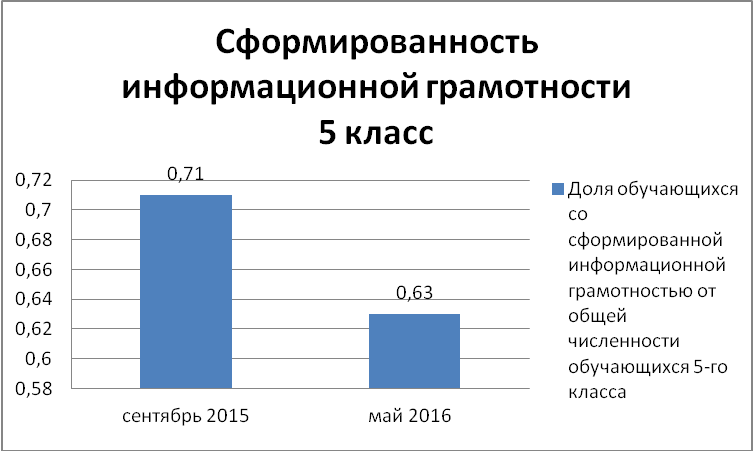 Сформированность
информационной грамотности
5 класс
0,72
0,7
0,68
0,66
0,64
0,62
0,6
0,58
0,71
0,63
сентябрь 2015
май 2016
Доля обучающихся
со
сформированной
информационной
грамотностью от
общей
численности
обучающихся 5-го
класса